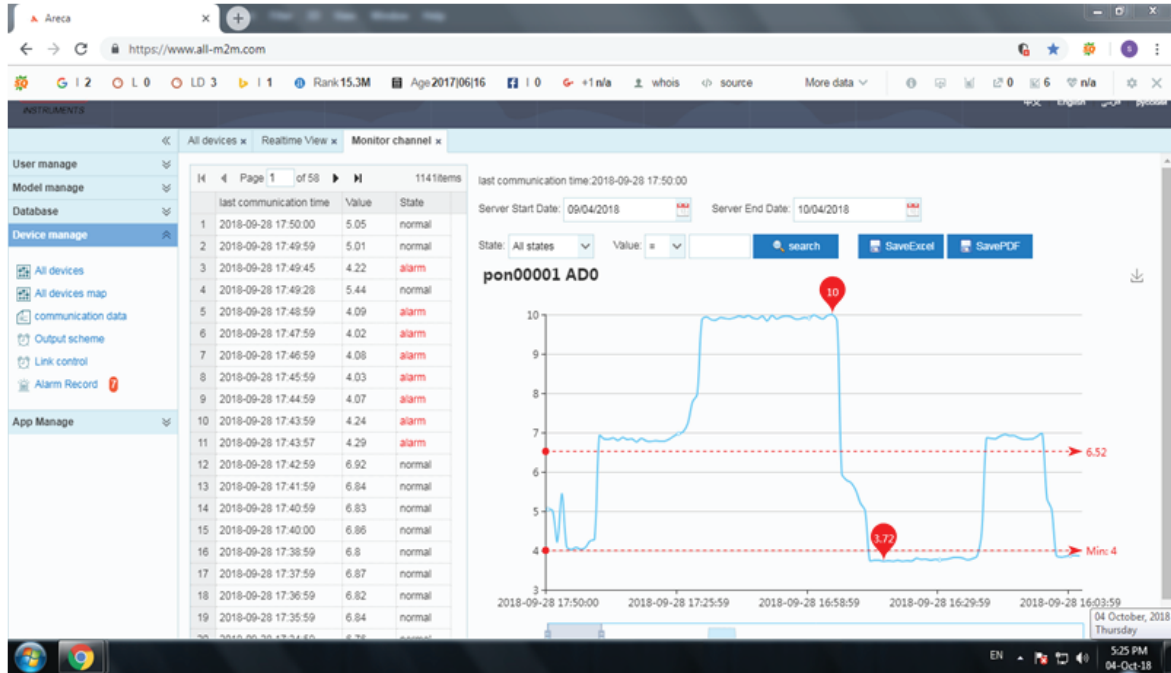 Areca
https://www.all-m2m.com
G | 2 L 0 LD 3 | 1 Rank 15.3M Age 2017|06|16 | 0 +1 n/a whois source More data 0 6 n/a
INSTRUMENTS
中文 English فارسی русский
All devices Realtime View Monitor channel
User manage
Model manage
Database
Device manage
All devices
All devices map
communication data
Output scheme
Link control
Alarm Record 7
App Manage
Page 1 of 58 1141items
last communication time Value State
1 2018-09-28 17:50:00 5.05 normal
2 2018-09-28 17:49:59 5.01 normal
3 2018-09-28 17:49:45 4.22 alarm
4 2018-09-28 17:49:28 5.44 normal
5 2018-09-28 17:48:59 4.09 alarm
6 2018-09-28 17:47:59 4.02 alarm
7 2018-09-28 17:46:59 4.08 alarm
8 2018-09-28 17:45:59 4.03 alarm
9 2018-09-28 17:44:59 4.07 alarm
10 2018-09-28 17:43:59 4.24 alarm
11 2018-09-28 17:43:57 4.29 alarm
12 2018-09-28 17:42:59 6.92 normal
13 2018-09-28 17:41:59 6.84 normal
14 2018-09-28 17:40:59 6.83 normal
15 2018-09-28 17:40:00 6.86 normal
16 2018-09-28 17:38:59 6.8 normal
17 2018-09-28 17:37:59 6.87 normal
18 2018-09-28 17:36:59 6.82 normal
19 2018-09-28 17:35:59 6.84 normal
last communication time:2018-09-28 17:50:00
Server Start Date: 09/04/2018 Server End Date: 10/04/2018
State: All states Value: = search SaveExcel SavePDF
pon00001 AD0
10
10
9
8
7
6.52
6
5
3.72
4
Min: 4
3
2018-09-28 17:50:00 2018-09-28 17:25:59 2018-09-28 16:58:59 2018-09-28 16:29:59 2018-09-28 16:03:59
04 October, 2018
Thursday
EN
5:25 PM
04-Oct-18